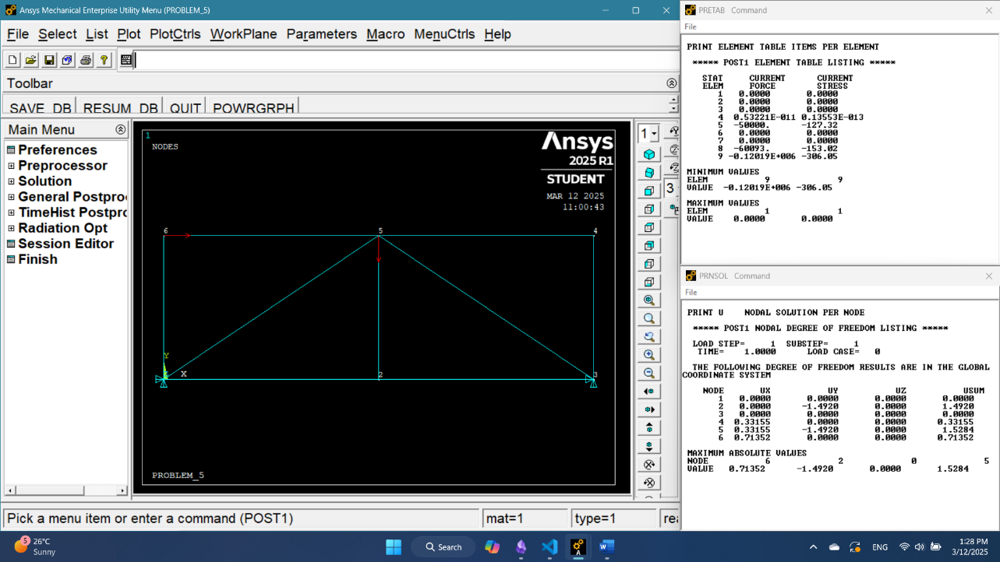 Ansys Mechanical Enterprise Utility Menu (PROBLEM_5)
File Select List Plot PlotCtrls WorkPlane Parameters Macro MenuCtrls Help
Toolbar
SAVE_DB RESUM_DB QUIT POWRGRPH
Main Menu
Preferences
Preprocessor
Solution
General Postproc
TimeHist Postpro
Radiation Opt
Session Editor
Finish
1
NODES
Ansys
2025 R1
STUDENT
MAR 12 2025
11:00:43
6 5 4
Y
X 2 3
PROBLEM_5
1
3
Pick a menu item or enter a command (POST1) mat=1 type=1 rea
PRETAB Command
File
PRINT ELEMENT TABLE ITEMS PER ELEMENT
***** POST1 ELEMENT TABLE LISTING *****
STAT CURRENT CURRENT
ELEM FORCE STRESS
1 0.0000 0.0000
2 0.0000 0.0000
3 0.0000 0.0000
4 0.53221E-011 0.13553E-013
5 -50000. -127.32
6 0.0000 0.0000
7 0.0000 0.0000
8 -60093. -153.02
9 -0.12019E+006 -306.05
MINIMUM VALUES
ELEM 9 9
VALUE -0.12019E+006 -306.05
MAXIMUM VALUES
ELEM 1 1
VALUE 0.0000 0.0000
PRNSOL Command
File
PRINT U NODAL SOLUTION PER NODE
***** POST1 NODAL DEGREE OF FREEDOM LISTING *****
LOAD STEP= 1 SUBSTEP= 1
TIME= 1.0000 LOAD CASE= 0
THE FOLLOWING DEGREE OF FREEDOM RESULTS ARE IN THE GLOBAL
COORDINATE SYSTEM
NODE UX UY UZ USUM
1 0.0000 0.0000 0.0000 0.0000
2 0.0000 -1.4920 0.0000 1.4920
3 0.0000 0.0000 0.0000 0.0000
4 0.33155 0.0000 0.0000 0.33155
5 0.33155 -1.4920 0.0000 1.5284
6 0.71352 0.0000 0.0000 0.71352
MAXIMUM ABSOLUTE VALUES
NODE 6 2 0 5
VALUE 0.71352 -1.4920 0.0000 1.5284
5
26°C
Sunny
Search
ENG
1:28 PM
3/12/2025